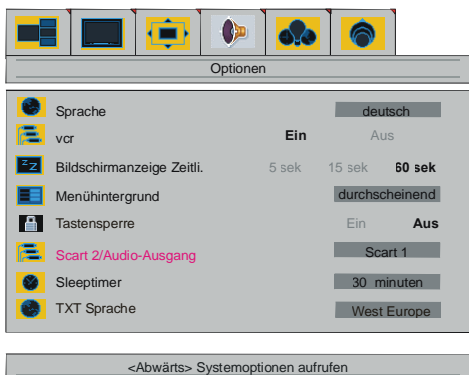 Optionen
Sprache deutsch
vcr Ein Aus
Bildschirmanzeige Zeitli. 5 sek 15 sek 60 sek
Menühintergrund durchscheinend
Tastensperre Ein Aus
Scart 2/Audio-Ausgang Scart 1
Sleeptimer 30 minuten
TXT Sprache West Europe
<Abwärts> Systemoptionen aufrufen